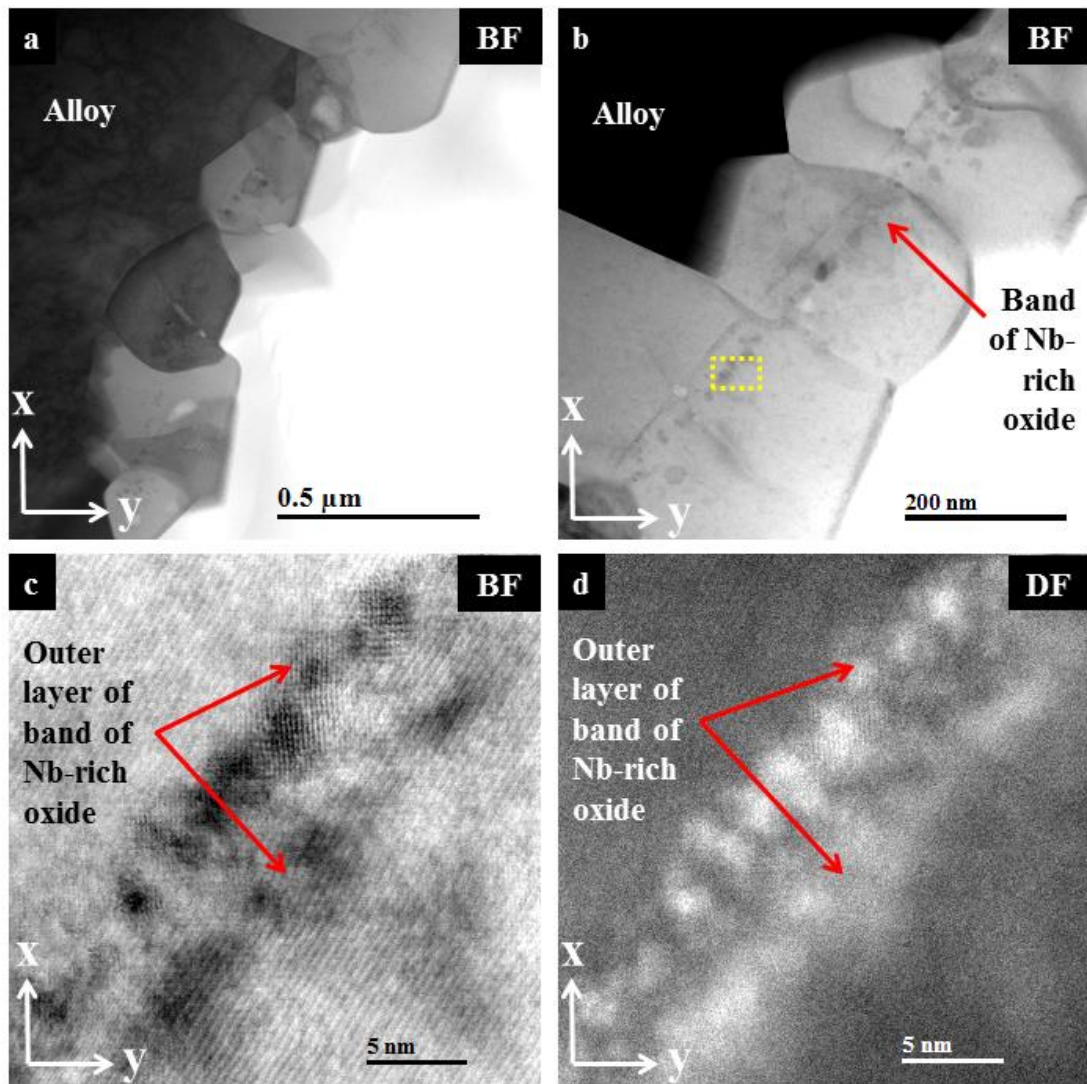 a
BF
Alloy
x
y
0.5 µm
b
BF
Alloy
Band
of Nb-
rich
oxide
x
y
200 nm
c
BF
Outer
layer of
band of
Nb-rich
oxide
x
y
5 nm
d
DF
Outer
layer of
band of
Nb-rich
oxide
x
y
5 nm